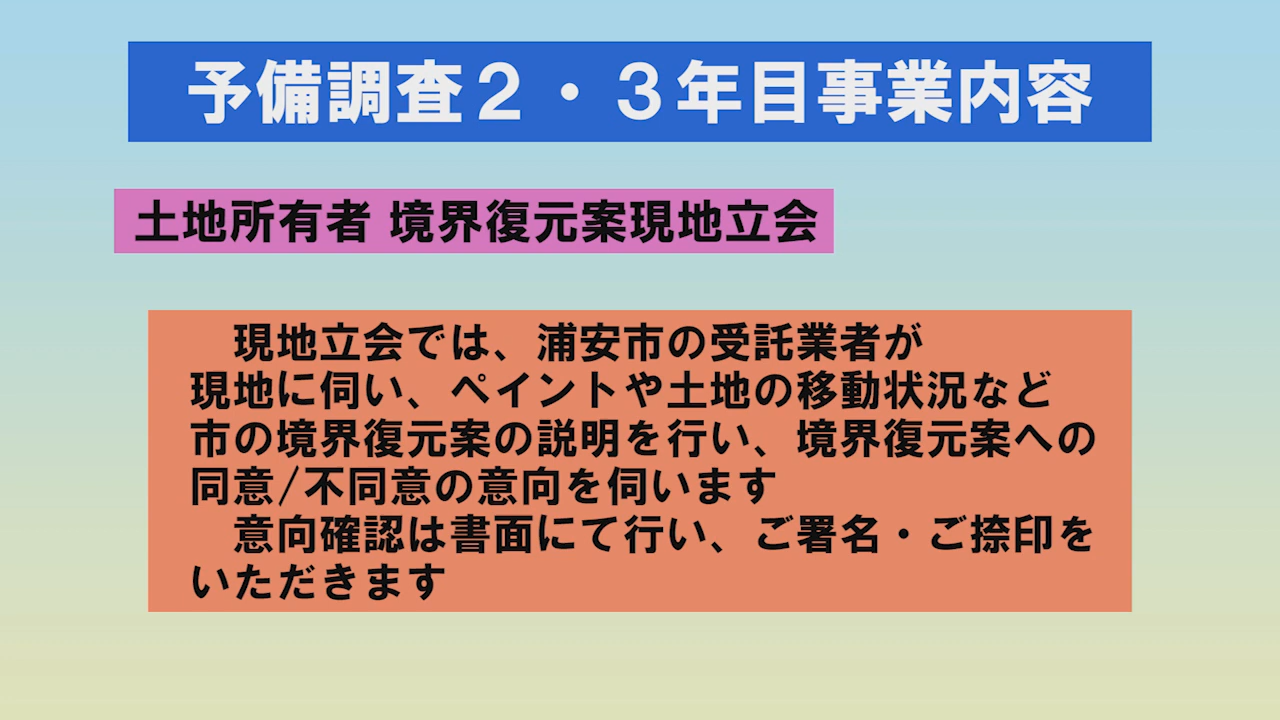 予備調査２・３年目事業内容
土地所有者 境界復元案現地立会
　現地立会では、浦安市の受託業者が
現地に伺い、ペイントや土地の移動状況など
市の境界復元案の説明を行い、境界復元案への
同意/不同意の意向を伺います
　意向確認は書面にて行い、ご署名・ご捺印を
いただきます